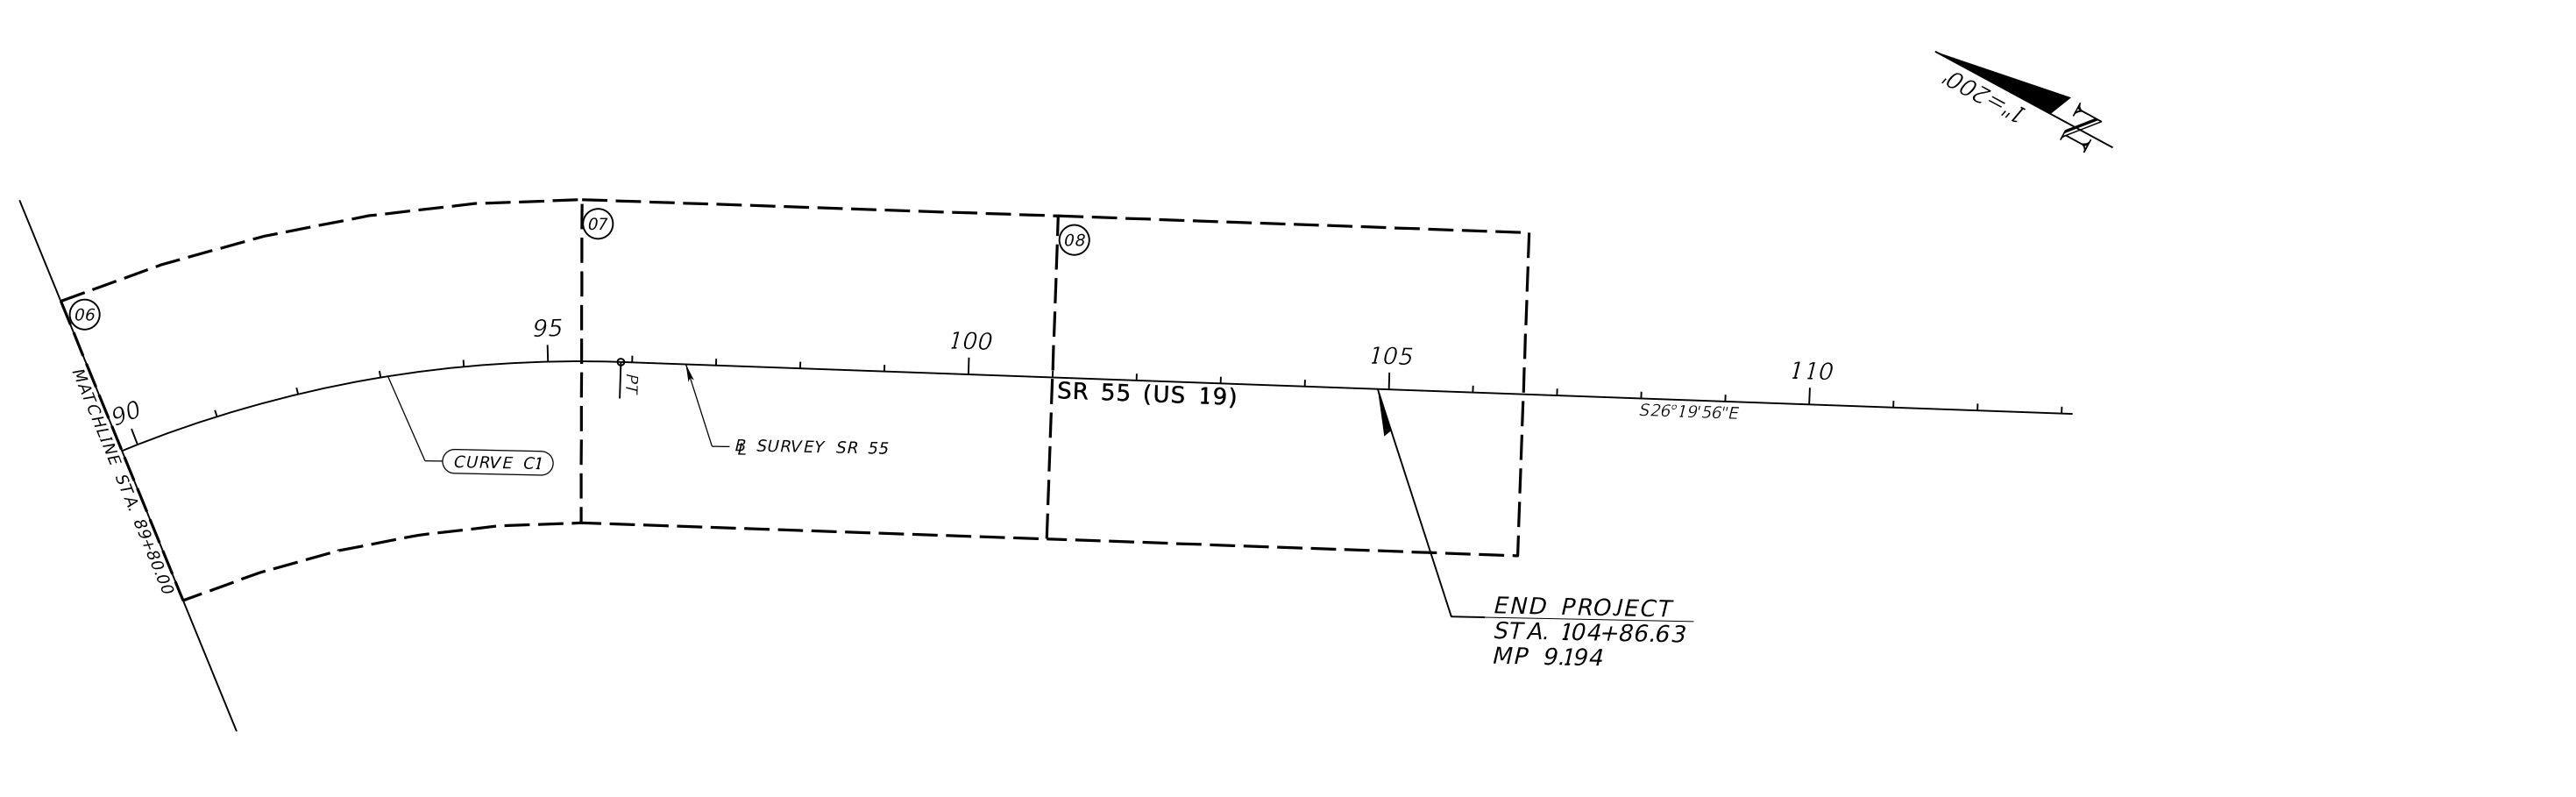 1"=200'
N
07
08
06
95
100
105
110
90
PT
SR 55 (US 19)
S26°19'56"E
MATCHLINE STA. 89+80.00
BL SURVEY SR 55
CURVE C1
END PROJECT
STA. 104+86.63
MP 9.194